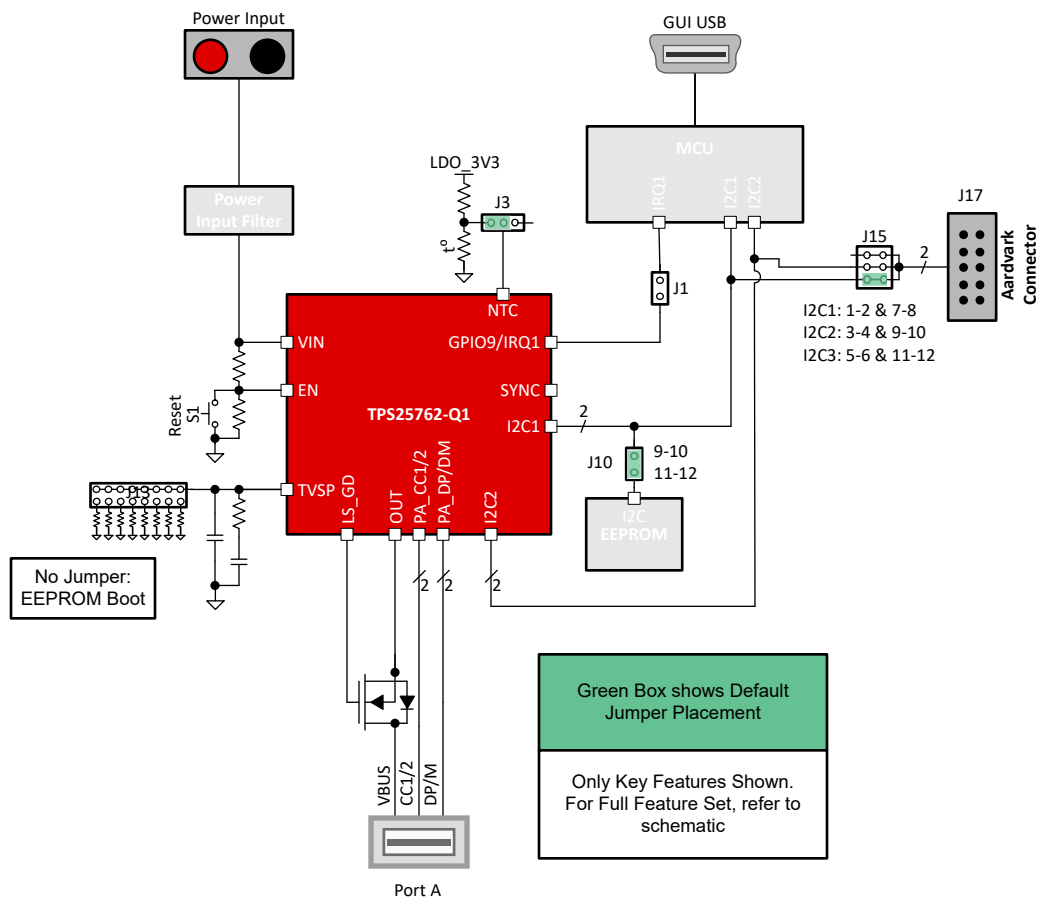 Power Input
GUI USB
MCU
IRQ1
I2C1
I2C2
Power
Input Filter
LDO_3V3
J3
tº
J1
J15
J17
Aardvark
Connector
2
I2C1: 1-2 & 7-8
I2C2: 3-4 & 9-10
I2C3: 5-6 & 11-12
NTC
VIN
GPIO9/IRQ1
EN
SYNC
TPS25762-Q1
I2C1
2
Reset
S1
J10
9-10
11-12
I2C
EEPROM
J13
TVSP
LS_GD
OUT
PA_CC1/2
PA_DP/DM
I2C2
2
2
2
No Jumper:
EEPROM Boot
VBUS
CC1/2
DP/M
Port A
Green Box shows Default
Jumper Placement
Only Key Features Shown.
For Full Feature Set, refer to
schematic